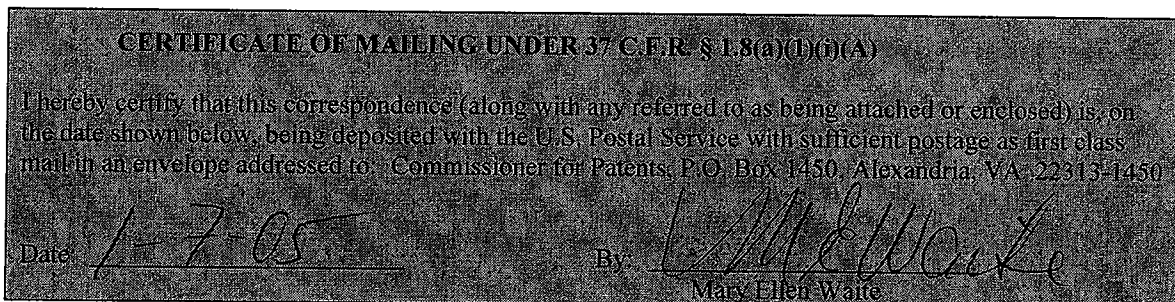 CERTIFICATE OF MAILING UNDER 37 C.F.R. § 1.8(a)(1)(i)(A)
I hereby certify that this correspondence (along with any referred to as being attached or enclosed) is, on
the date shown below, being deposited with the U.S. Postal Service with sufficient postage as first class
mail in an envelope addressed to: Commissioner for Patents, P.O. Box 1450, Alexandria, VA 22313-1450
Date: 1-7-05 By: M E Waite
Mary Ellen Waite